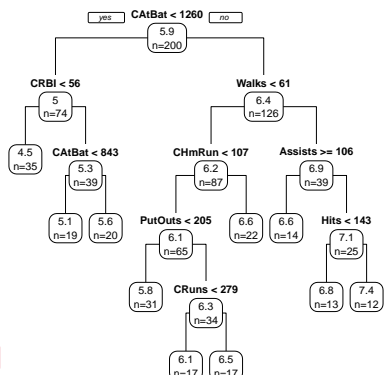 yes CAtBat < 1260 no
5.9
n=200
CRBI < 56 Walks < 61
5 6.4
n=74 n=126
CAtBat < 843 CHmRun < 107 Assists >= 106
4.5 5.3 6.2 6.9
n=35 n=39 n=87 n=39
PutOuts < 205 Hits < 143
5.1 5.6 6.1 6.6 6.6 7.1
n=19 n=20 n=65 n=22 n=14 n=25
CRuns < 279
5.8 6.3 6.8 7.4
n=31 n=34 n=13 n=12
6.1 6.5
n=17 n=17